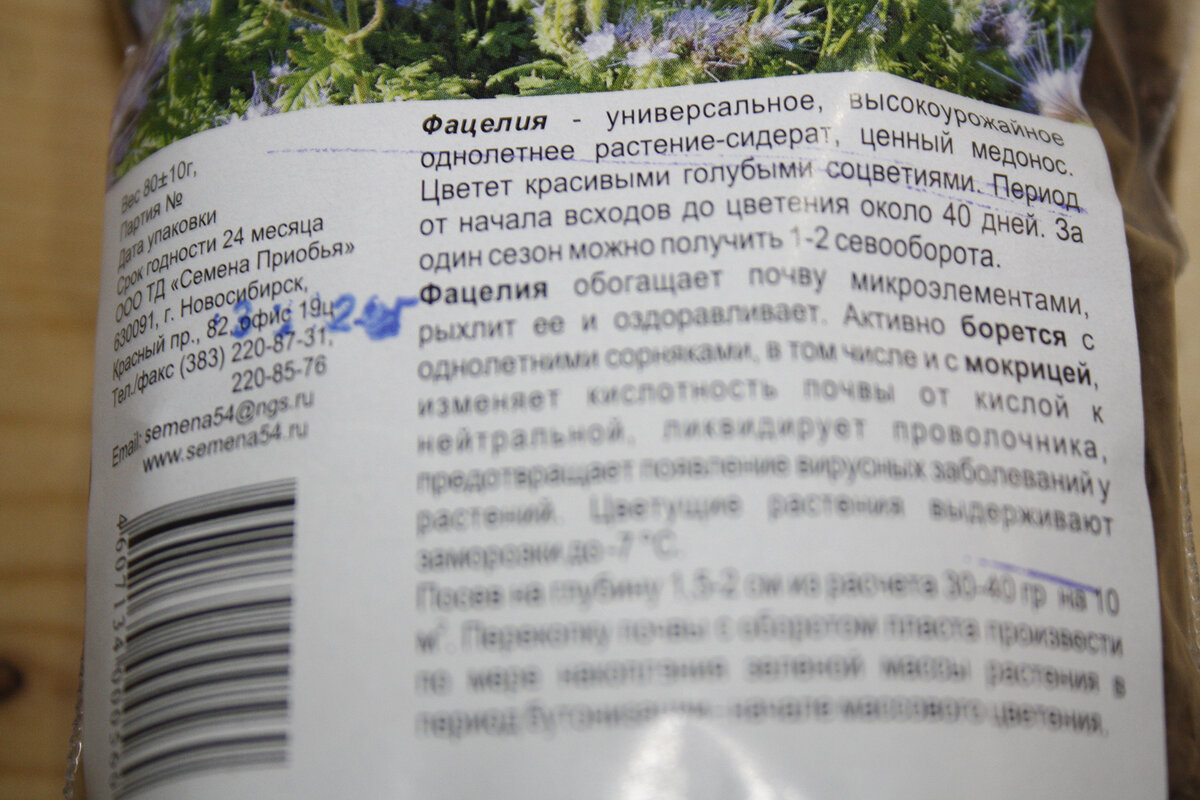 Вес 80±10г,
Партия №
Дата упаковки
Срок годности 24 месяца
ООО ТД «Семена Приобья»
630091, г. Новосибирск,
Красный пр., 82, офис 19ц
Тел./факс (383) 220-87-31,
220-85-76
Email: semena54@ngs.ru
www.semena54.ru
Фацелия - универсальное, высокоурожайное
однолетнее растение-сидерат, ценный медонос.
Цветет красивыми голубыми соцветиями. Период
от начала всходов до цветения около 40 дней. За
один сезон можно получить 1-2 севооборота.
Фацелия обогащает почву микроэлементами,
рыхлит ее и оздоравливает. Активно борется с
однолетними сорняками, в том числе и с мокрицей,
изменяет кислотность почвы от кислой к
нейтральной, ликвидирует проволочника,
предотвращает появление вирусных заболеваний у
растений. Цветущие растения выдерживают
заморозки до -7 °С.
Посев на глубину 1,5-2 см из расчета 30-40 гр на 10
м². Перекопку почвы с оборотом пласта произвести
по мере накопления зеленой массы растения в
период бутонизации - начале массового цветения.